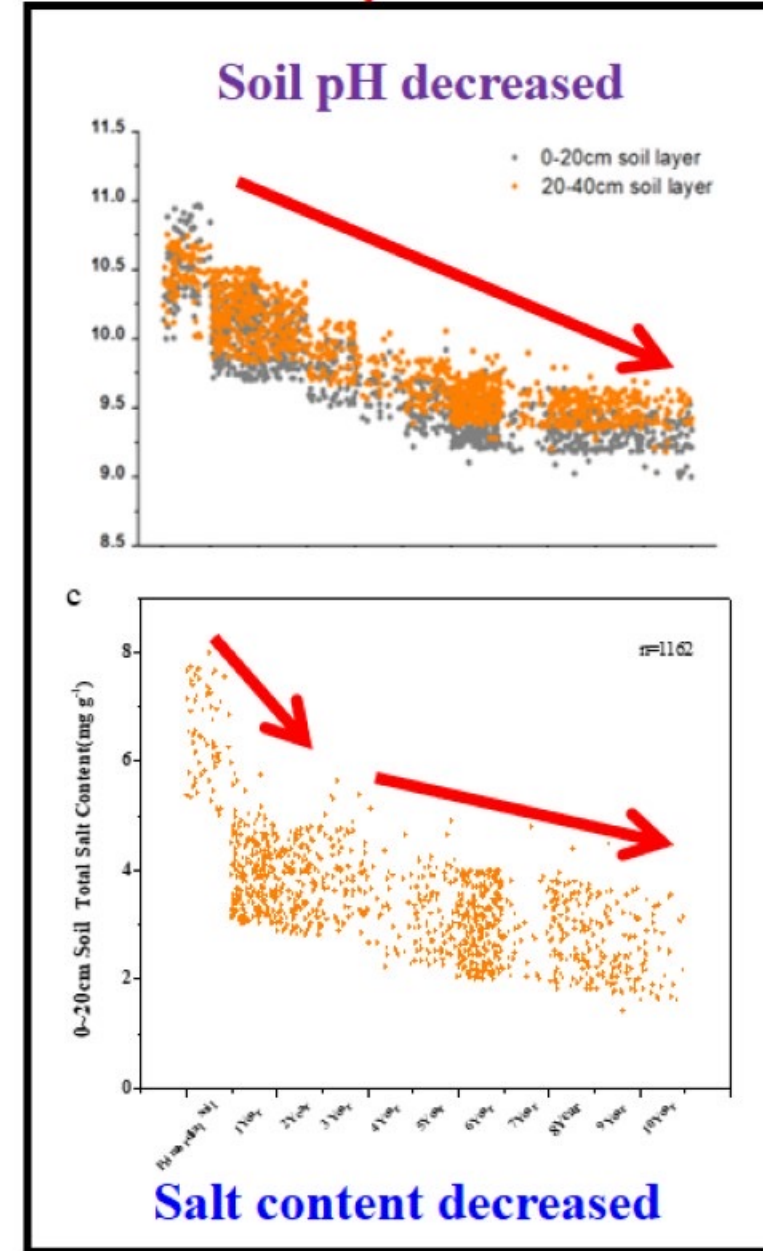 Soil pH decreased
11.5
0-20cm soil layer
20-40cm soil layer
11.0
10.5
10.0
9.5
9.0
8.5
c
n=1162
8
6
4
2
0
0~20cm Soil Total Salt Content(mg g⁻¹)
1Year
2Year
3Year
4Year
5Year
6Year
7Year
8Year
9Year
10Year
Salt content decreased